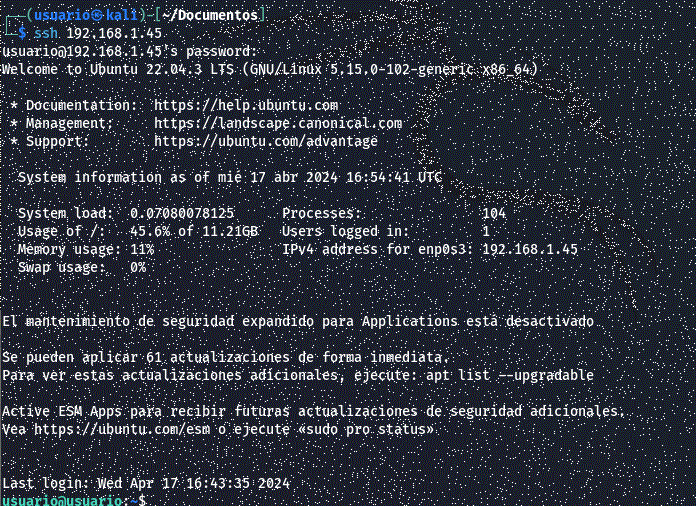 ┌──(usuario㉿kali)-[~/Documentos]
└─$ ssh 192.168.1.45
usuario@192.168.1.45's password:
Welcome to Ubuntu 22.04.3 LTS (GNU/Linux 5.15.0-102-generic x86_64)
* Documentation:  https://help.ubuntu.com
* Management:     https://landscape.canonical.com
* Support:        https://ubuntu.com/advantage
System information as of mié 17 abr 2024 16:54:41 UTC
System load:  0.07080078125      Processes:               104
Usage of /:   45.6% of 11.21GB   Users logged in:         1
Memory usage: 11%                IPv4 address for enp0s3: 192.168.1.45
Swap usage:   0%
El mantenimiento de seguridad expandido para Applications está desactivado
Se pueden aplicar 61 actualizaciones de forma inmediata.
Para ver estas actualizaciones adicionales, ejecute: apt list --upgradable
Active ESM Apps para recibir futuras actualizaciones de seguridad adicionales.
Vea https://ubuntu.com/esm o ejecute «sudo pro status».
Last login: Wed Apr 17 16:43:35 2024
usuario@usuario:~$